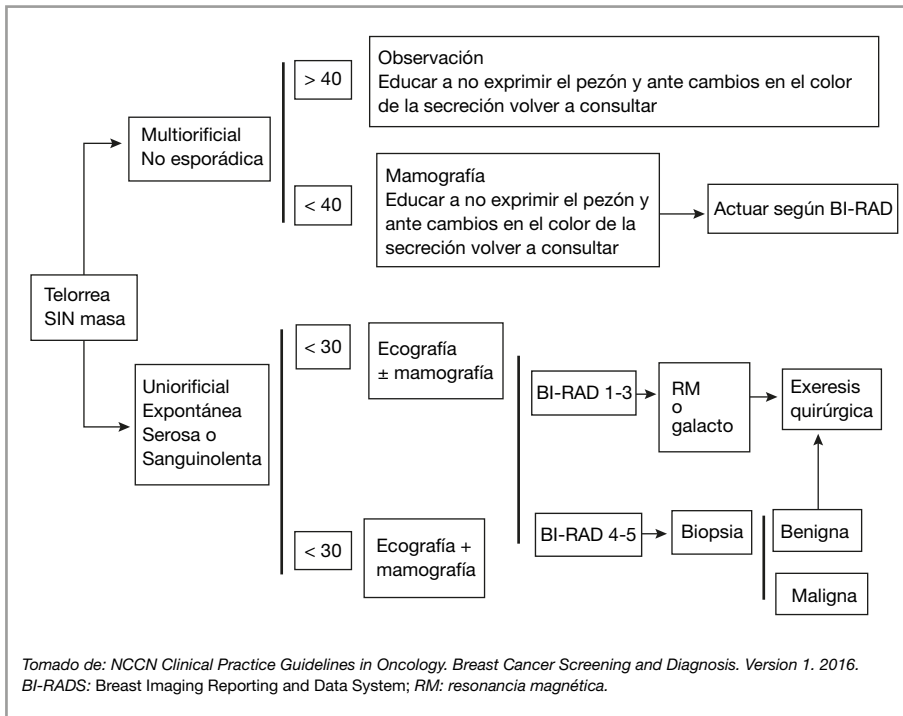 Telorrea
SIN masa
Multiorificial
No esporádica
> 40
Observación
Educar a no exprimir el pezón y ante cambios en el color
de la secreción volver a consultar
< 40
Mamografía
Educar a no exprimir el pezón y
ante cambios en el color de la
secreción volver a consultar
Actuar según BI-RAD
Uniorificial
Expontánea
Serosa o
Sanguinolenta
< 30
Ecografía
± mamografía
< 30
Ecografía +
mamografía
BI-RAD 1-3
RM
o
galacto
Exeresis
quirúrgica
BI-RAD 4-5
Biopsia
Benigna
Maligna
Tomado de: NCCN Clinical Practice Guidelines in Oncology. Breast Cancer Screening and Diagnosis. Version 1. 2016.
BI-RADS: Breast Imaging Reporting and Data System; RM: resonancia magnética.